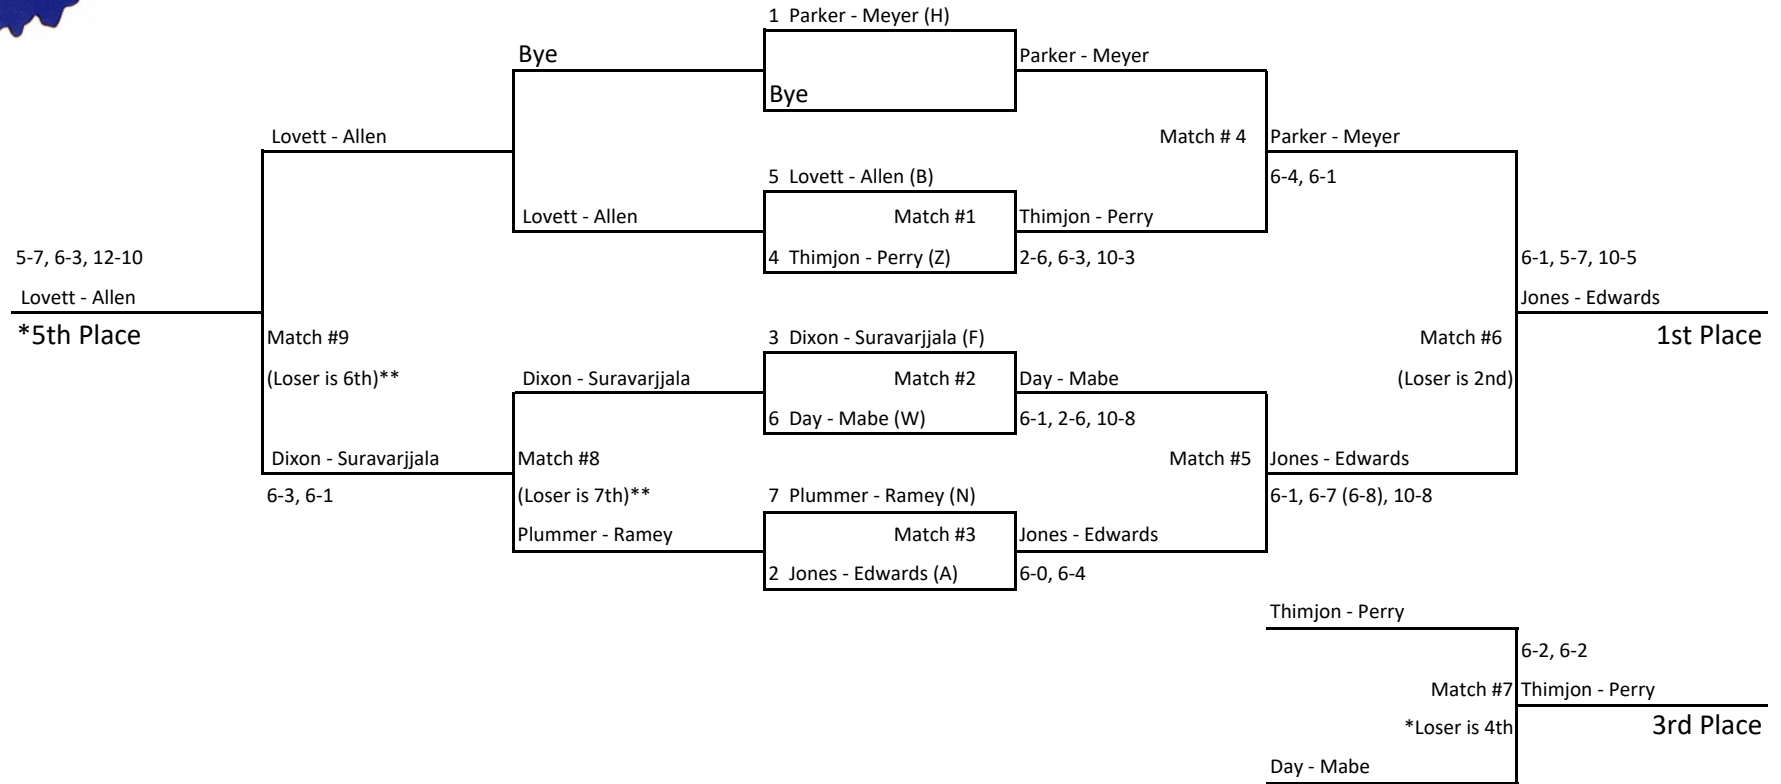 1 Parker - Meyer (H)
Bye
Parker - Meyer
Bye
Lovett - Allen
Match # 4
Parker - Meyer
5 Lovett - Allen (B)
6-4, 6-1
Lovett - Allen
Match #1
Thimjon - Perry
5-7, 6-3, 12-10
4 Thimjon - Perry (Z)
2-6, 6-3, 10-3
6-1, 5-7, 10-5
Lovett - Allen
Jones - Edwards
*5th Place
Match #9
3 Dixon - Suravarjjala (F)
Match #6
1st Place
(Loser is 6th)**
Dixon - Suravarjjala
Match #2
Day - Mabe
(Loser is 2nd)
6 Day - Mabe (W)
6-1, 2-6, 10-8
Dixon - Suravarjjala
Match #8
Match #5
Jones - Edwards
6-3, 6-1
(Loser is 7th)**
7 Plummer - Ramey (N)
6-1, 6-7 (6-8), 10-8
Plummer - Ramey
Match #3
Jones - Edwards
2 Jones - Edwards (A)
6-0, 6-4
Thimjon - Perry
6-2, 6-2
Match #7
Thimjon - Perry
*Loser is 4th
3rd Place
Day - Mabe